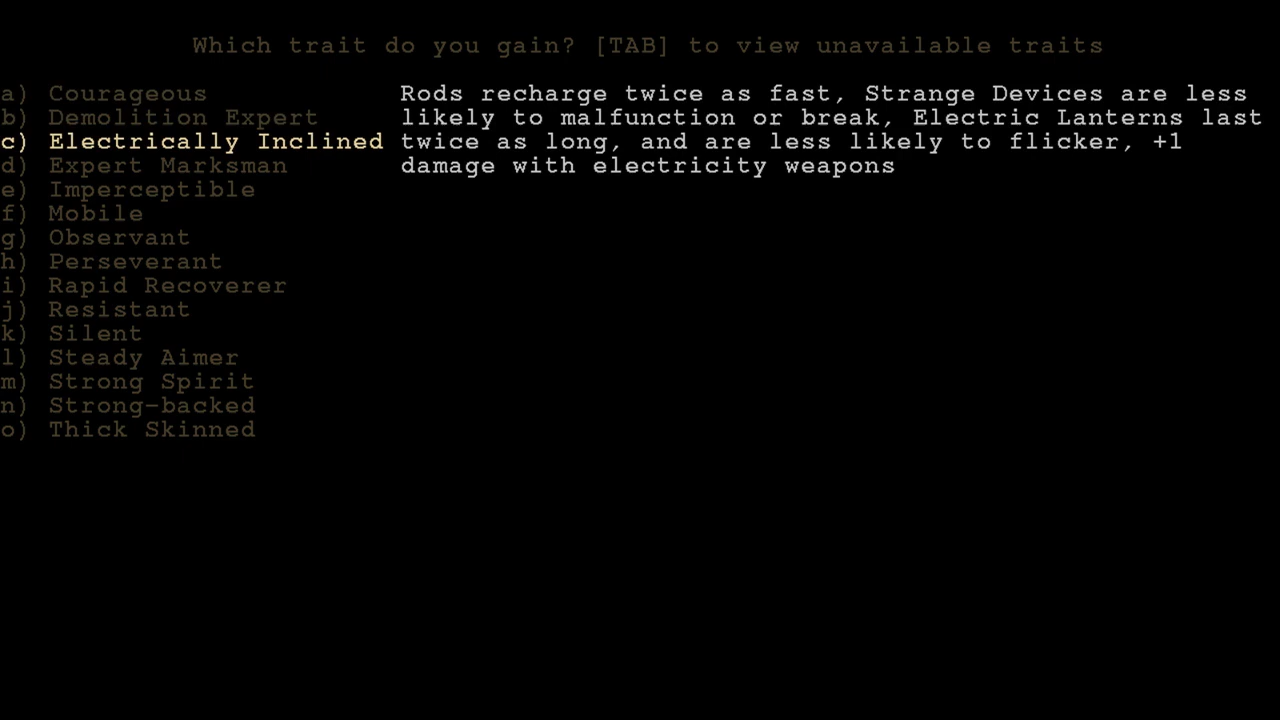 Which trait do you gain? [TAB] to view unavailable traits
a) Courageous
b) Demolition Expert
c) Electrically Inclined
d) Expert Marksman
e) Imperceptible
f) Mobile
g) Observant
h) Perseverant
i) Rapid Recoverer
j) Resistant
k) Silent
l) Steady Aimer
m) Strong Spirit
n) Strong-backed
o) Thick Skinned
Rods recharge twice as fast, Strange Devices are less
likely to malfunction or break, Electric Lanterns last
twice as long, and are less likely to flicker, +1
damage with electricity weapons